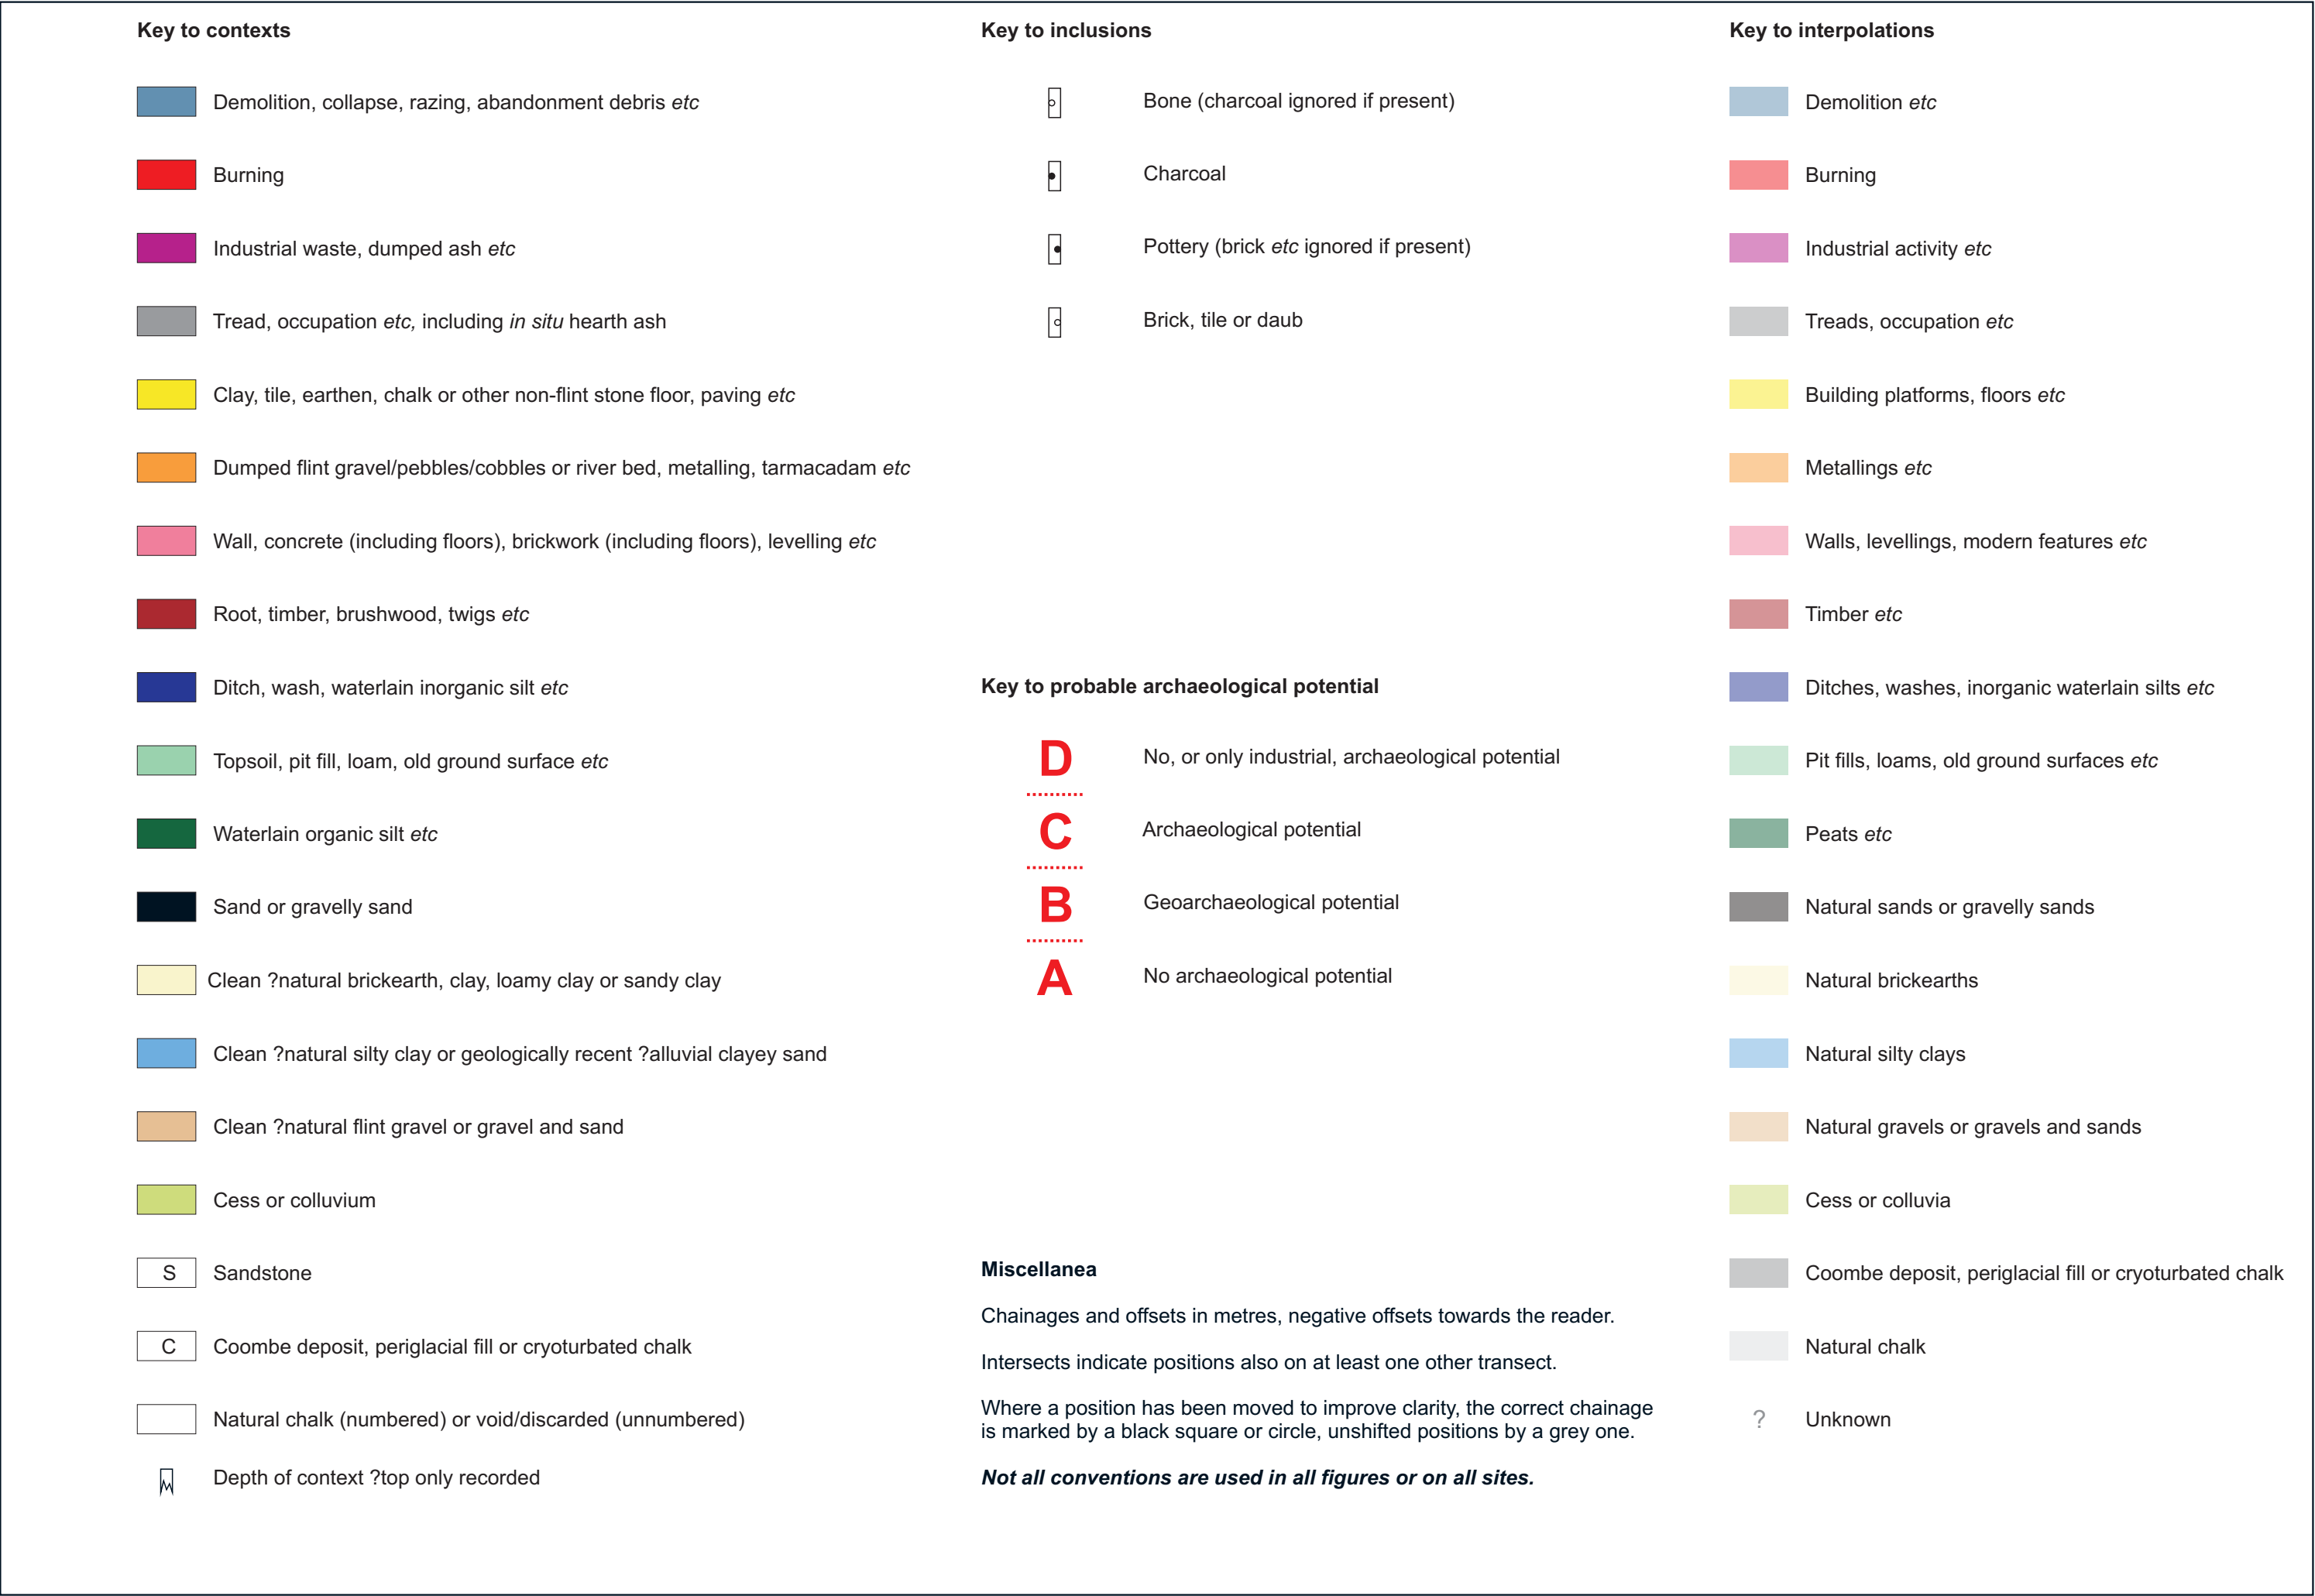 Key to contexts
Demolition, collapse, razing, abandonment debris etc
Burning
Industrial waste, dumped ash etc
Tread, occupation etc, including in situ hearth ash
Clay, tile, earthen, chalk or other non-flint stone floor, paving etc
Dumped flint gravel/pebbles/cobbles or river bed, metalling, tarmacadam etc
Wall, concrete (including floors), brickwork (including floors), levelling etc
Root, timber, brushwood, twigs etc
Ditch, wash, waterlain inorganic silt etc
Topsoil, pit fill, loam, old ground surface etc
Waterlain organic silt etc
Sand or gravelly sand
Clean ?natural brickearth, clay, loamy clay or sandy clay
Clean ?natural silty clay or geologically recent ?alluvial clayey sand
Clean ?natural flint gravel or gravel and sand
Cess or colluvium
S Sandstone
C Coombe deposit, periglacial fill or cryoturbated chalk
Natural chalk (numbered) or void/discarded (unnumbered)
Depth of context ?top only recorded
Key to inclusions
Bone (charcoal ignored if present)
Charcoal
Pottery (brick etc ignored if present)
Brick, tile or daub
Key to probable archaeological potential
D No, or only industrial, archaeological potential
C Archaeological potential
B Geoarchaeological potential
A No archaeological potential
Miscellanea
Chainages and offsets in metres, negative offsets towards the reader.
Intersects indicate positions also on at least one other transect.
Where a position has been moved to improve clarity, the correct chainage
is marked by a black square or circle, unshifted positions by a grey one.
Not all conventions are used in all figures or on all sites.
Key to interpolations
Demolition etc
Burning
Industrial activity etc
Treads, occupation etc
Building platforms, floors etc
Metallings etc
Walls, levellings, modern features etc
Timber etc
Ditches, washes, inorganic waterlain silts etc
Pit fills, loams, old ground surfaces etc
Peats etc
Natural sands or gravelly sands
Natural brickearths
Natural silty clays
Natural gravels or gravels and sands
Cess or colluvia
Coombe deposit, periglacial fill or cryoturbated chalk
Natural chalk
? Unknown